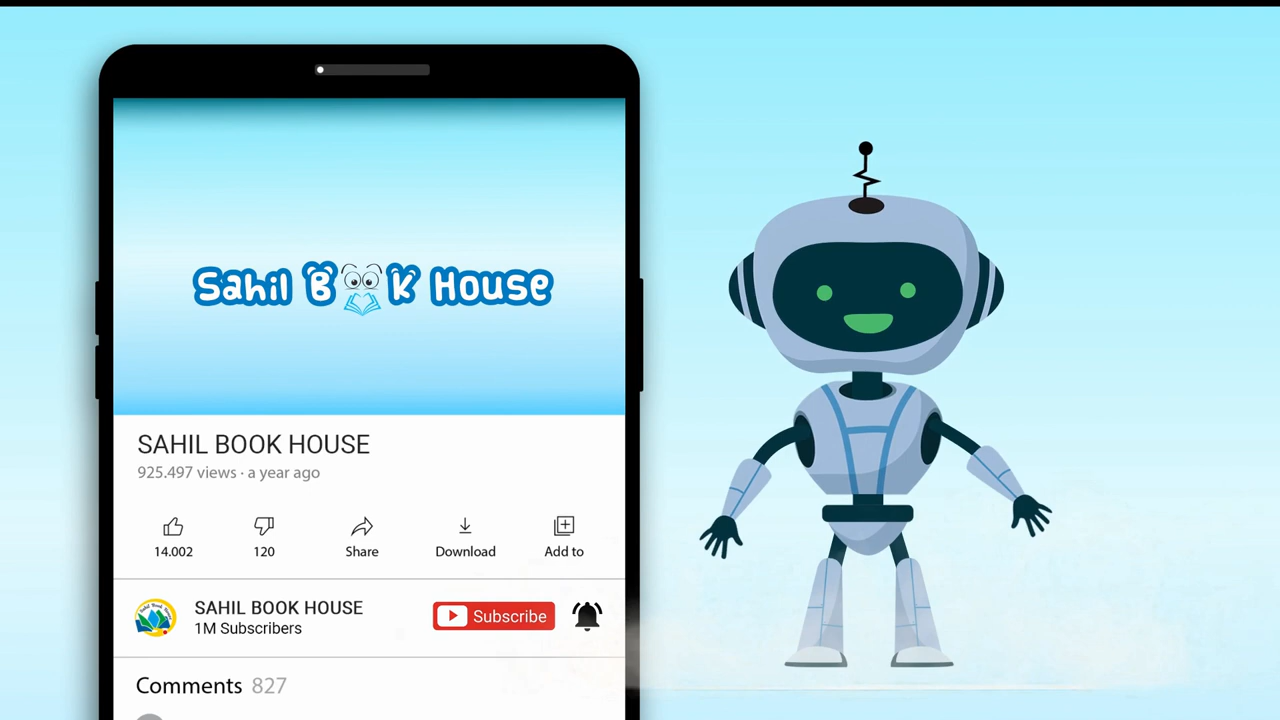 Sahil Book House
SAHIL BOOK HOUSE
925.497 views · a year ago
14.002
120
Share
Download
Add to
SAHIL BOOK HOUSE
1M Subscribers
Subscribe
Comments 827